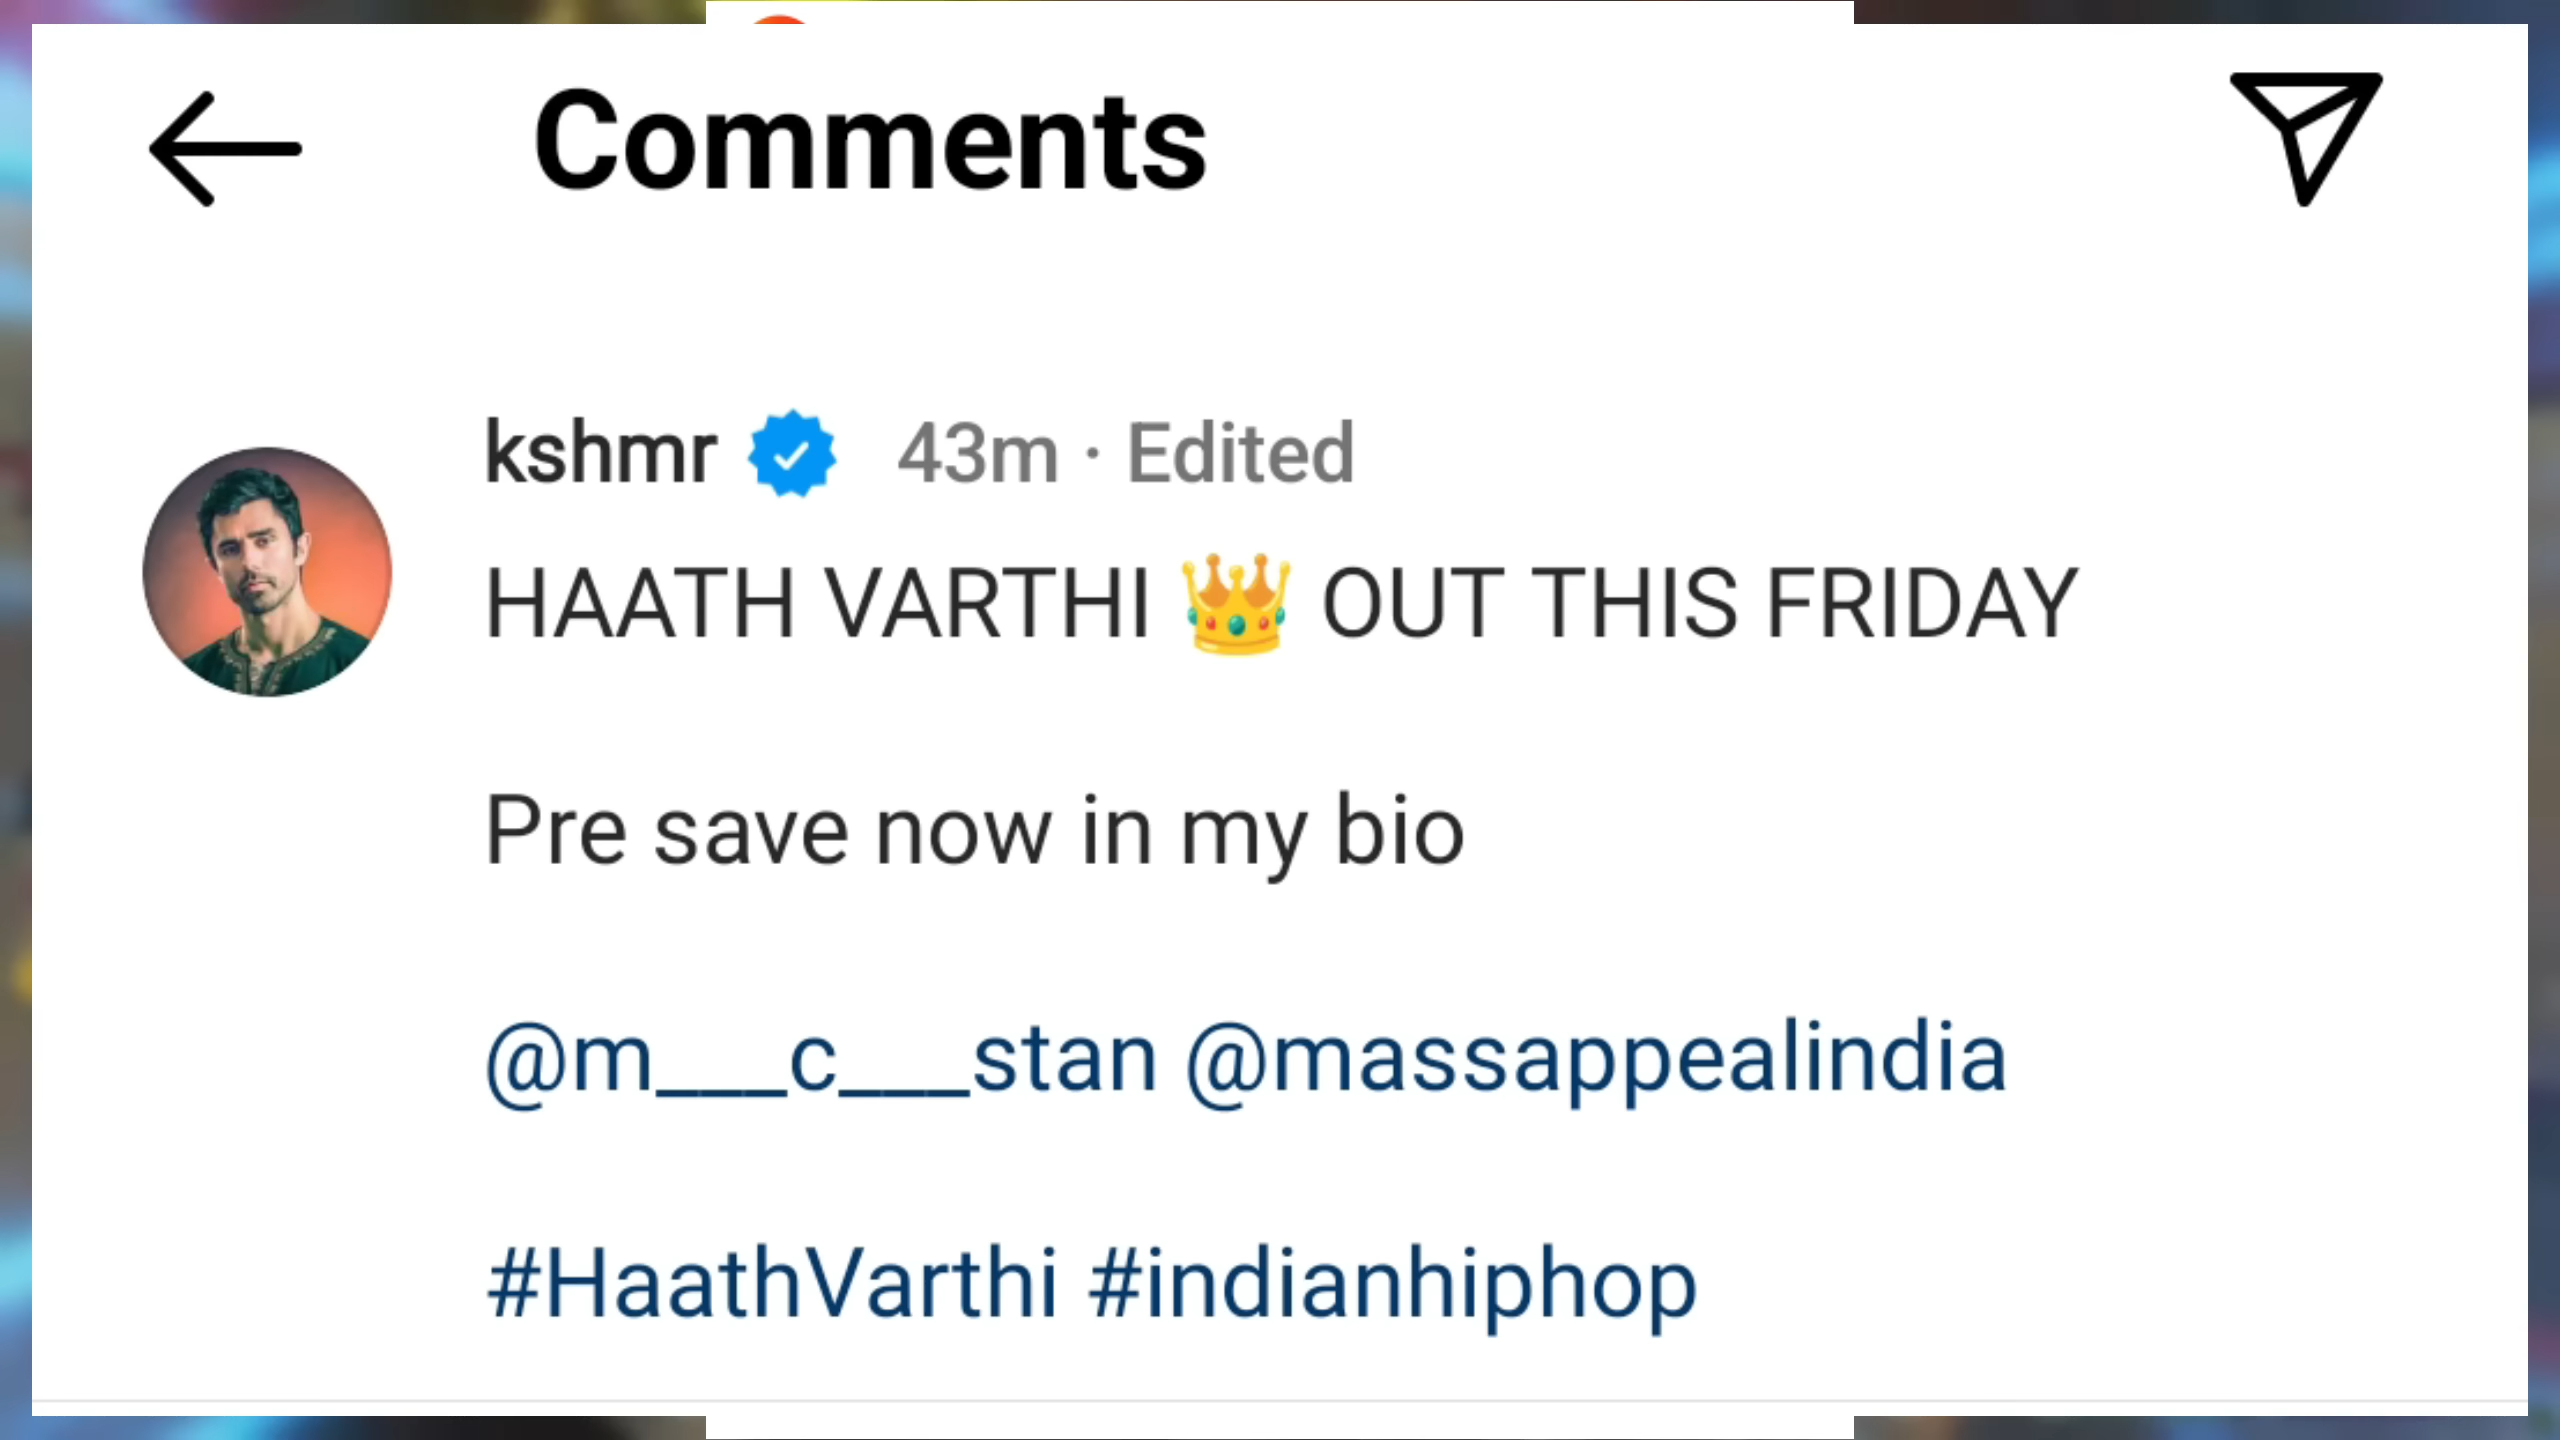 Comments
kshmr 43m · Edited
HAATH VARTHI 👑 OUT THIS FRIDAY
Pre save now in my bio
@m___c___stan @massappealindia
#HaathVarthi #indianhiphop